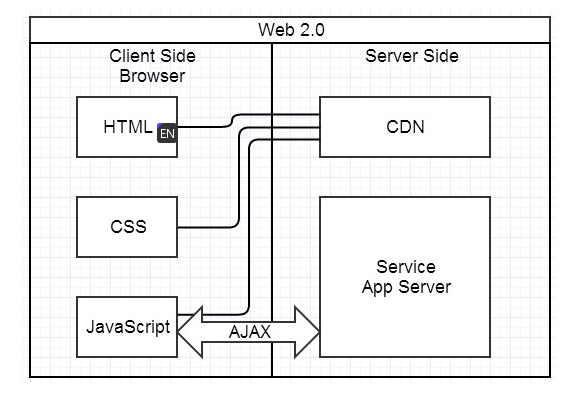 Web 2.0
Client Side
Browser
Server Side
HTML
EN
CDN
CSS
Service
App Server
JavaScript
AJAX